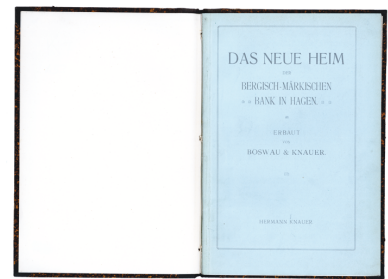 DAS NEUE HEIM
DER
BERGISCH-MÄRKISCHEN
BANK IN HAGEN.
ERBAUT
VON
BOSWAU & KNAUER.
HERMANN KNAUER